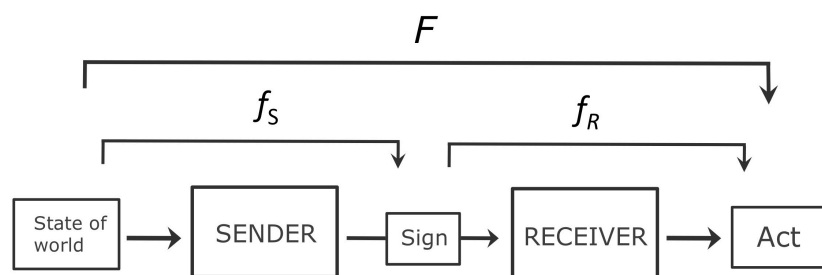 F
fS
fR
State of
world
SENDER
Sign
RECEIVER
Act